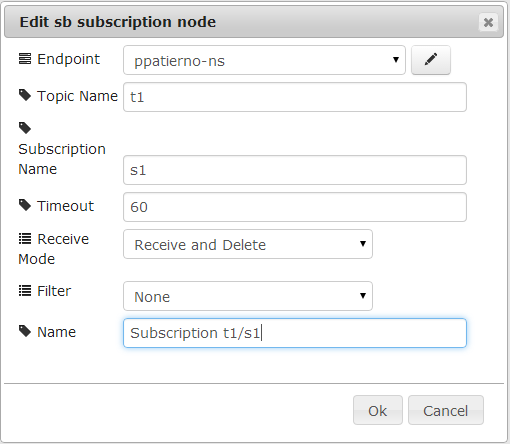 Edit sb subscription node
Endpoint ppatierno-ns
Topic Name t1
Subscription
Name s1
Timeout 60
Receive Receive and Delete
Mode
Filter None
Name Subscription t1/s1
Ok Cancel